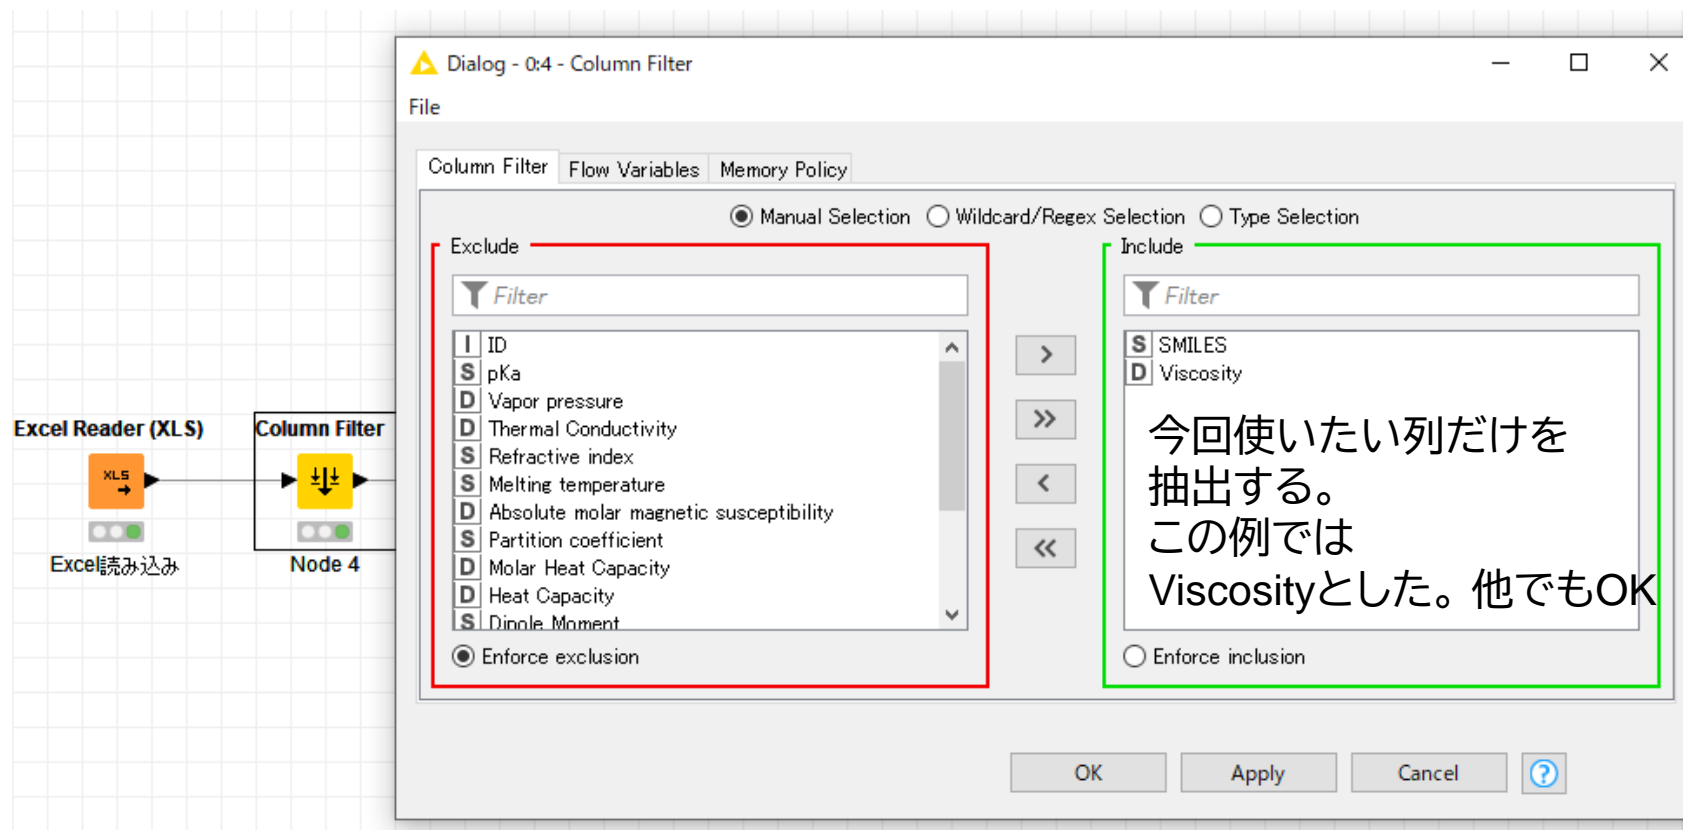 Dialog - 0:4 - Column Filter
File
Column Filter
Flow Variables
Memory Policy
Manual Selection
Wildcard/Regex Selection
Type Selection
Exclude
Filter
I ID
S pKa
D Vapor pressure
D Thermal Conductivity
S Refractive index
S Melting temperature
D Absolute molar magnetic susceptibility
S Partition coefficient
D Molar Heat Capacity
D Heat Capacity
S Dipole Moment
Enforce exclusion
>
>>
<
<<
Include
Filter
S SMILES
D Viscosity
今回使いたい列だけを
抽出する。
この例では
Viscosityとした。他でもOK
Enforce inclusion
OK
Apply
Cancel
?
Excel Reader (XLS)
XLS
Excel読み込み
Column Filter
Node 4